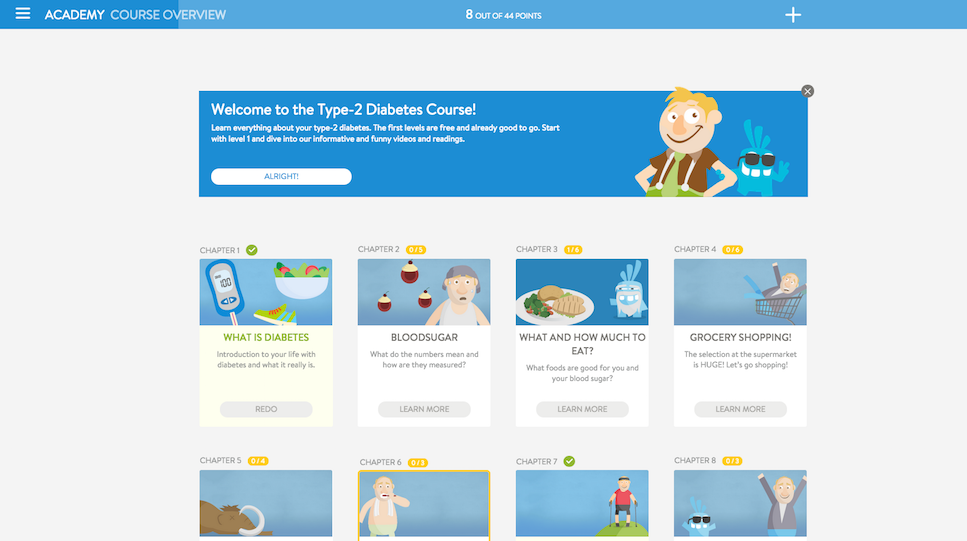 ACADEMY COURSE OVERVIEW
8 OUT OF 44 POINTS
Welcome to the Type-2 Diabetes Course!
Learn everything about your type-2 diabetes. The first levels are free and already good to go. Start
with level 1 and dive into our informative and funny videos and readings.
ALRIGHT!
CHAPTER 1
CHAPTER 2 0/5
CHAPTER 3 1/6
CHAPTER 4 0/6
100
WHAT IS DIABETES
Introduction to your life with
diabetes and what it really is.
REDO
BLOODSUGAR
What do the numbers mean and
how are they measured?
LEARN MORE
WHAT AND HOW MUCH TO
EAT?
What foods are good for you and
your blood sugar?
LEARN MORE
GROCERY SHOPPING!
The selection at the supermarket
is HUGE! Let's go shopping!
LEARN MORE
CHAPTER 5 0/4
CHAPTER 6 0/3
CHAPTER 7
CHAPTER 8 0/3